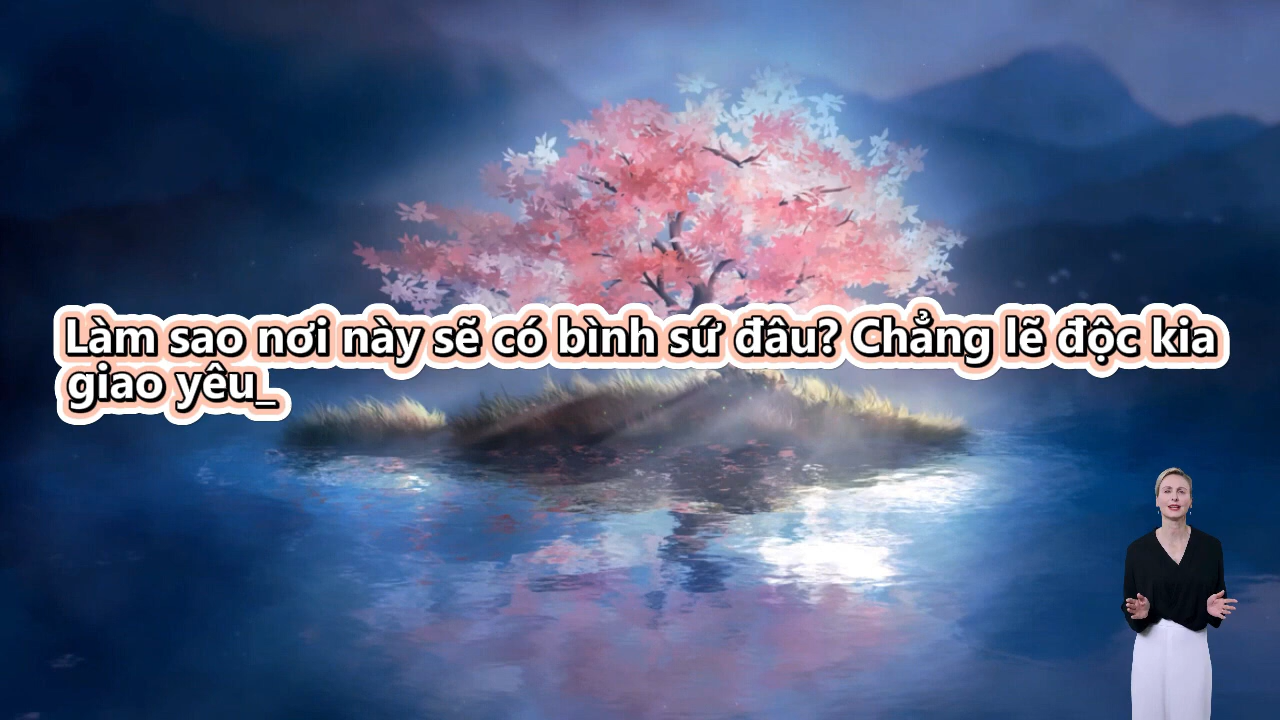 Làm sao nơi này sẽ có bình sứ đâu? Chẳng lẽ độc kia
giao yêu_